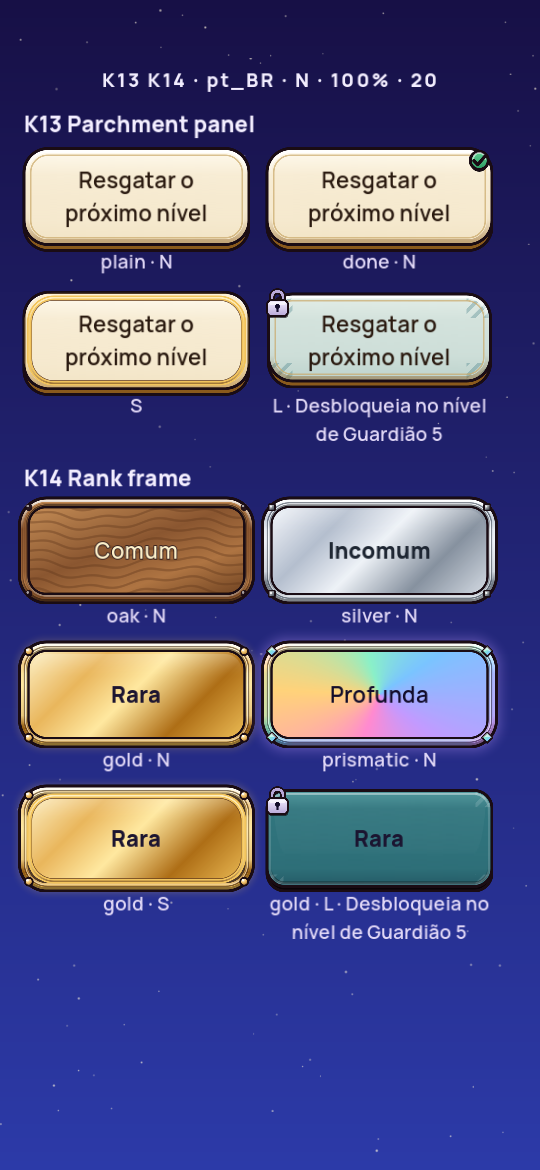 K13 K14 · pt_BR · N · 100% · 20
K13 Parchment panel
Resgatar o
próximo nível
Resgatar o
próximo nível
plain · N
done · N
Resgatar o
próximo nível
Resgatar o
próximo nível
S
L · Desbloqueia no nível
de Guardião 5
K14 Rank frame
Comum
Incomum
oak · N
silver · N
Rara
Profunda
gold · N
prismatic · N
Rara
Rara
gold · S
gold · L · Desbloqueia no
nível de Guardião 5